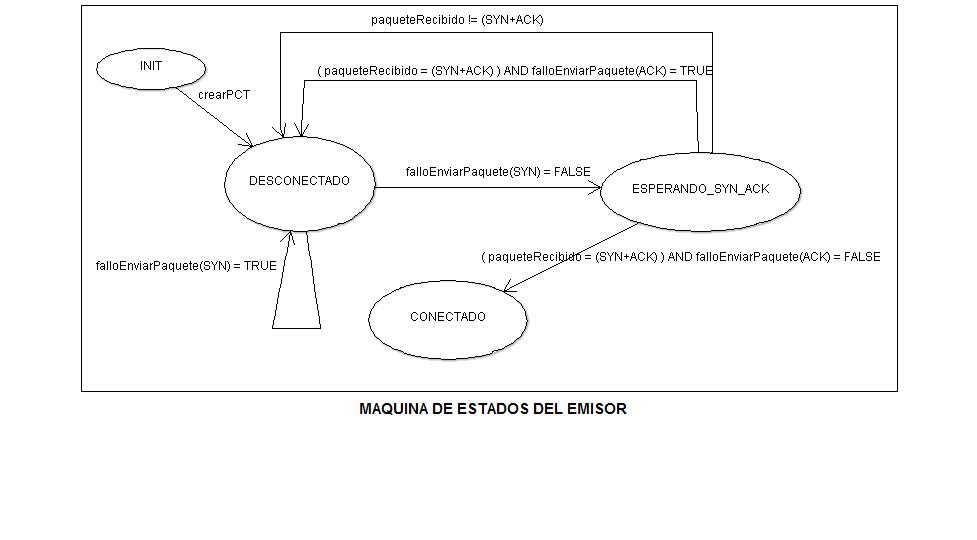 paqueteRecibido != (SYN+ACK)
INIT
( paqueteRecibido = (SYN+ACK) ) AND falloEnviarPaquete(ACK) = TRUE
crearPCT
DESCONECTADO
falloEnviarPaquete(SYN) = FALSE
ESPERANDO_SYN_ACK
falloEnviarPaquete(SYN) = TRUE
( paqueteRecibido = (SYN+ACK) ) AND falloEnviarPaquete(ACK) = FALSE
CONECTADO
MAQUINA DE ESTADOS DEL EMISOR